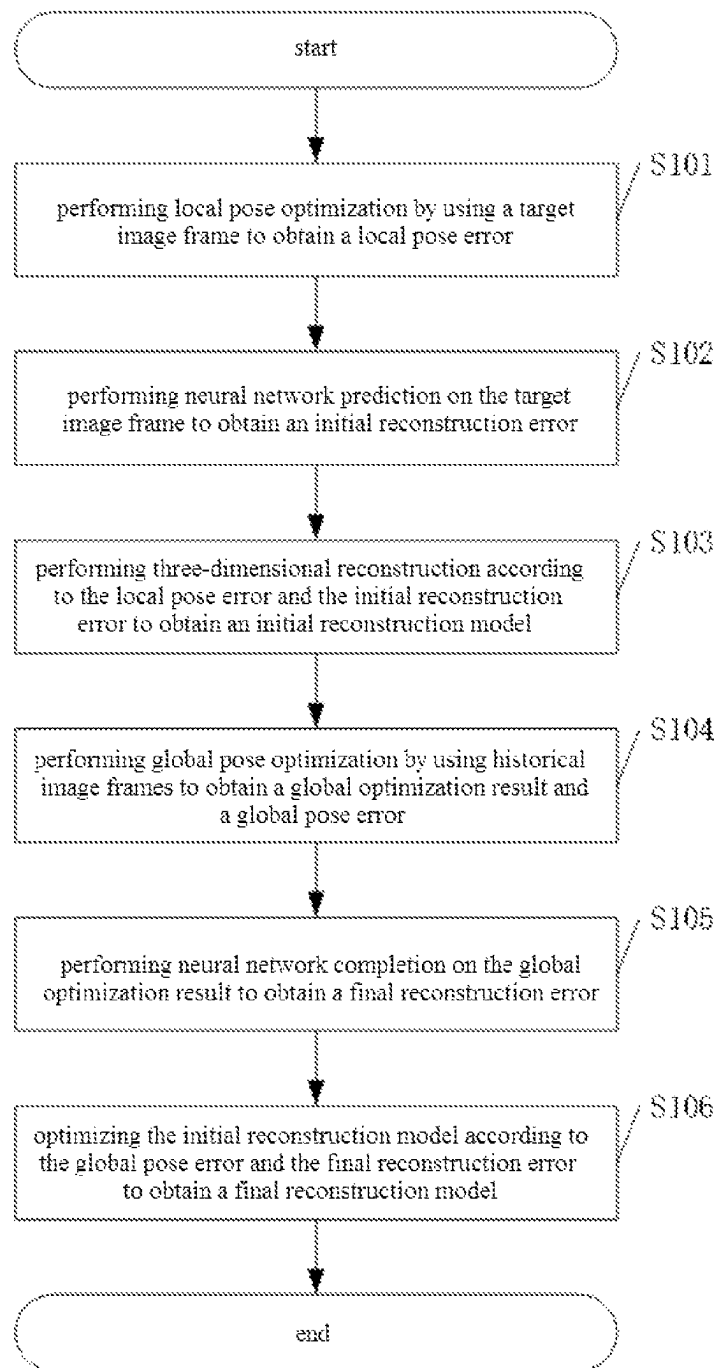 start
S101
performing local pose optimization by using a target
image frame to obtain a local pose error
S102
performing neural network prediction on the target
image frame to obtain an initial reconstruction error
S103
performing three-dimensional reconstruction according
to the local pose error and the initial reconstruction
error to obtain an initial reconstruction model
S104
performing global pose optimization by using historical
image frames to obtain a global optimization result and
a global pose error
S105
performing neural network completion on the global
optimization result to obtain a final reconstruction error
S106
optimizing the initial reconstruction model according to
the global pose error and the final reconstruction error
to obtain a final reconstruction model
end